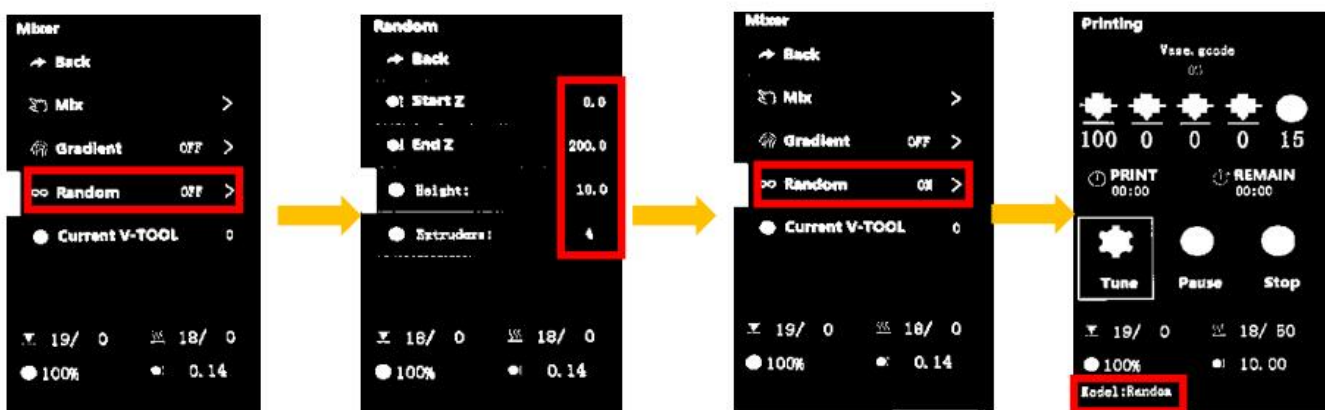 Mixer
Back
Mix >
Gradient OFF >
Random OFF >
Current V-TOOL 0
19/ 0 18/ 0
100% 0.14
Random
Back
Start Z 0.0
End Z 200.0
Height: 10.0
Extruders: 4
18/ 0 18/ 0
100% 0.14
Mixer
Back
Mix >
Gradient OFF >
Random ON >
Current V-TOOL 0
19/ 0 18/ 0
100% 0.14
Printing
Vase.gcode
0%
100 0 0 0 15
PRINT REMAIN
00:00 00:00
Tune Pause Stop
19/ 0 18/ 50
100% 10.00
Model:Random